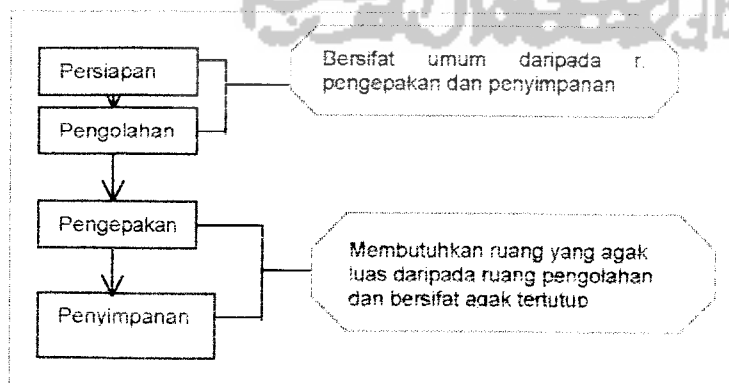 Persiapan
Bersifat umum daripada r.
pengepakan dan penyimpanan
Pengolahan
Pengepakan
Membutuhkan ruang yang agak
luas daripada ruang pengolahan
dan bersifat agak tertutup
Penyimpanan